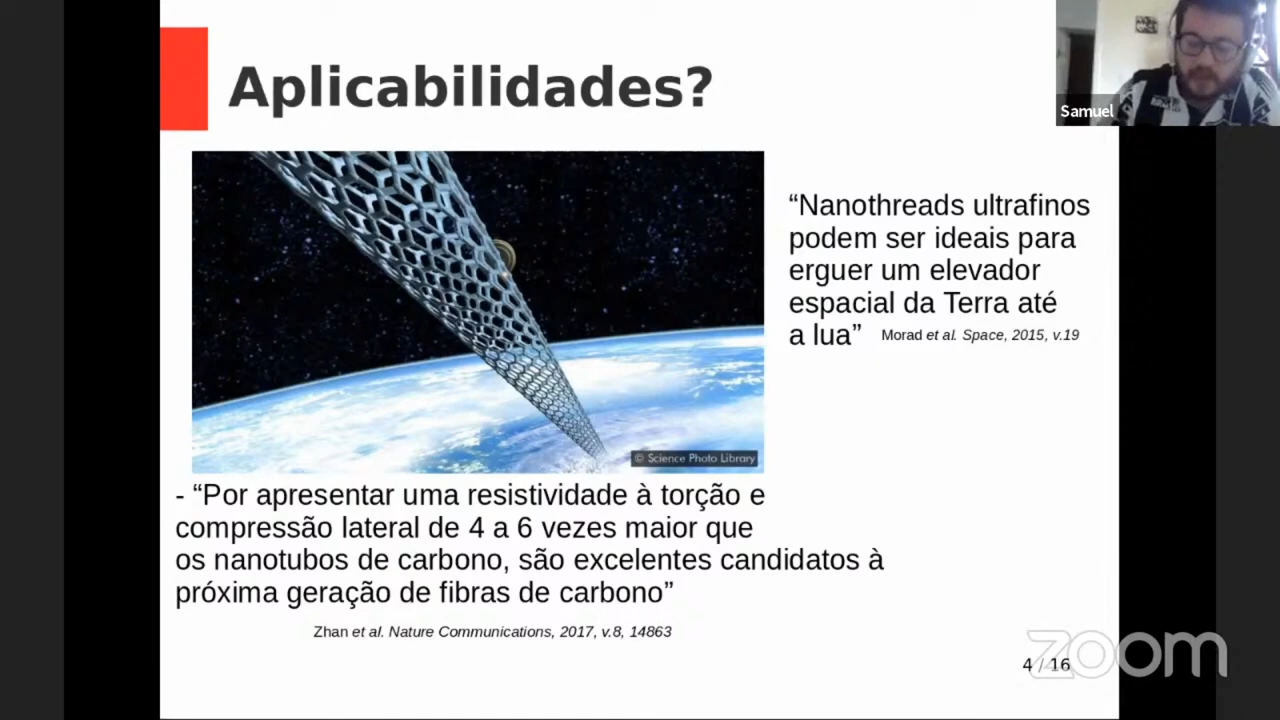 Aplicabilidades?
Samuel
“Nanothreads ultrafinos
podem ser ideais para
erguer um elevador
espacial da Terra até
a lua” Morad et al. Space, 2015, v.19
© Science Photo Library
- “Por apresentar uma resistividade à torção e
compressão lateral de 4 a 6 vezes maior que
os nanotubos de carbono, são excelentes candidatos à
próxima geração de fibras de carbono”
Zhan et al. Nature Communications, 2017, v.8, 14863
4 / 16
zoom